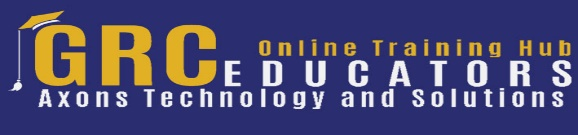 GRC Online Training Hub
EDUCATORS
Axons Technology and Solutions